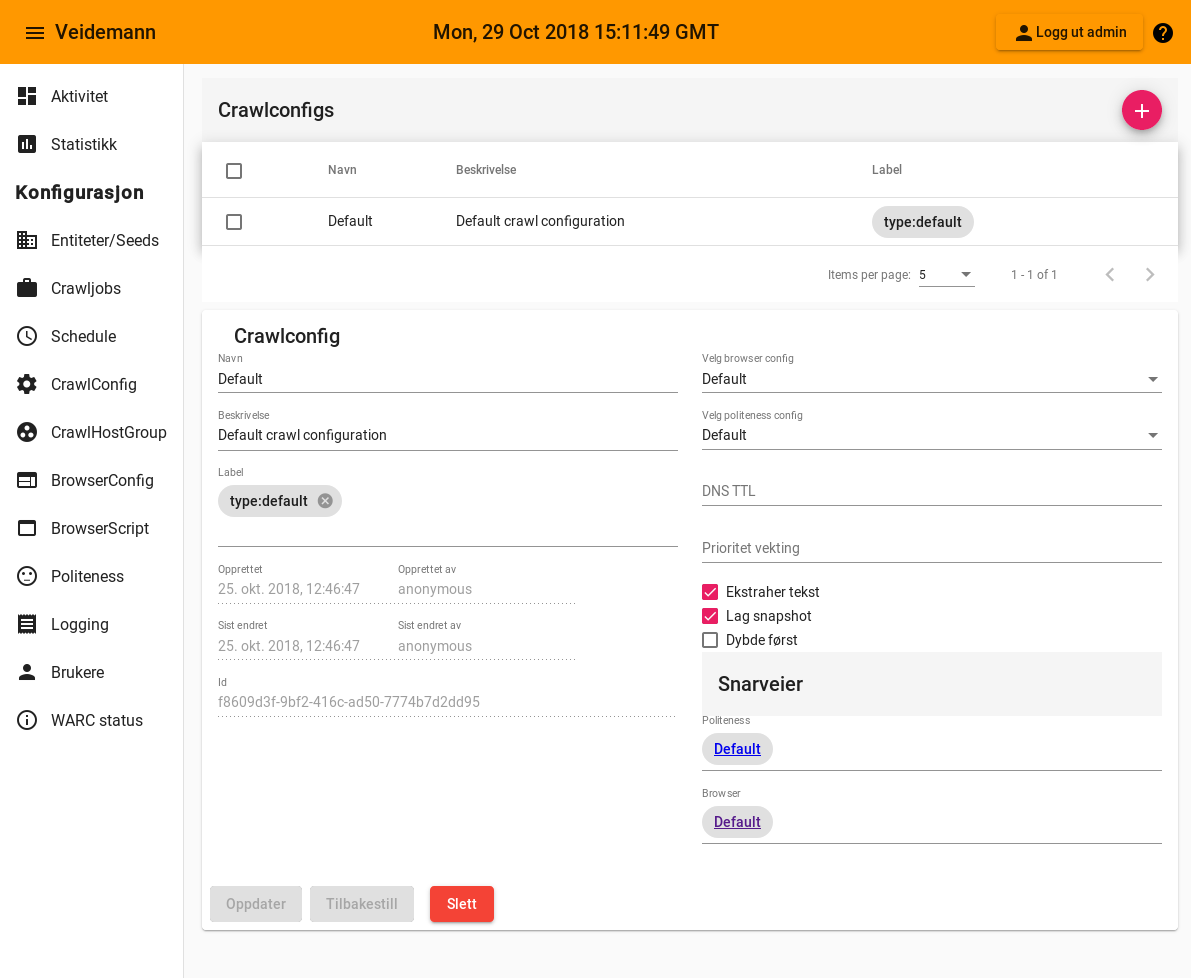 Veidemann Mon, 29 Oct 2018 15:11:49 GMT Logg ut admin
Aktivitet
Statistikk
Konfigurasjon
Entiteter/Seeds
Crawljobs
Schedule
CrawlConfig
CrawlHostGroup
BrowserConfig
BrowserScript
Politeness
Logging
Brukere
WARC status
Crawlconfigs
Navn Beskrivelse Label
Default Default crawl configuration type:default
Items per page: 5 1 - 1 of 1
Crawlconfig
Navn
Default
Beskrivelse
Default crawl configuration
Label
type:default
Opprettet Opprettet av
25. okt. 2018, 12:46:47 anonymous
Sist endret Sist endret av
25. okt. 2018, 12:46:47 anonymous
Id
f8609d3f-9bf2-416c-ad50-7774b7d2dd95
Velg browser config
Default
Velg politeness config
Default
DNS TTL
Prioritet vekting
Ekstraher tekst
Lag snapshot
Dybde først
Snarveier
Politeness
Default
Browser
Default
Oppdater Tilbakestill Slett